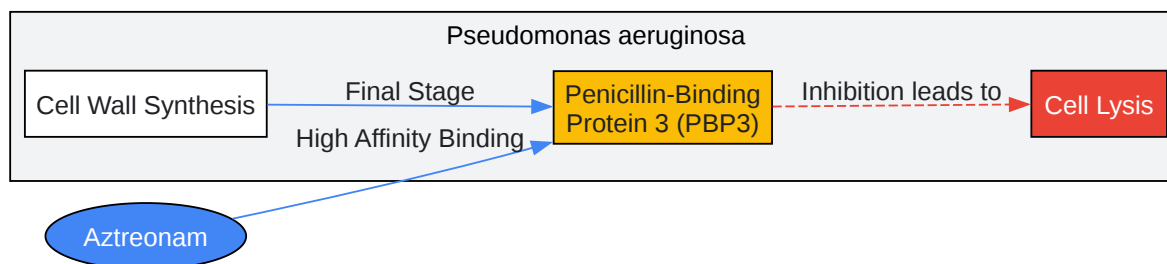 Pseudomonas aeruginosa
Cell Wall Synthesis
Final Stage
High Affinity Binding
Penicillin-Binding
Protein 3 (PBP3)
Inhibition leads to
Cell Lysis
Aztreonam